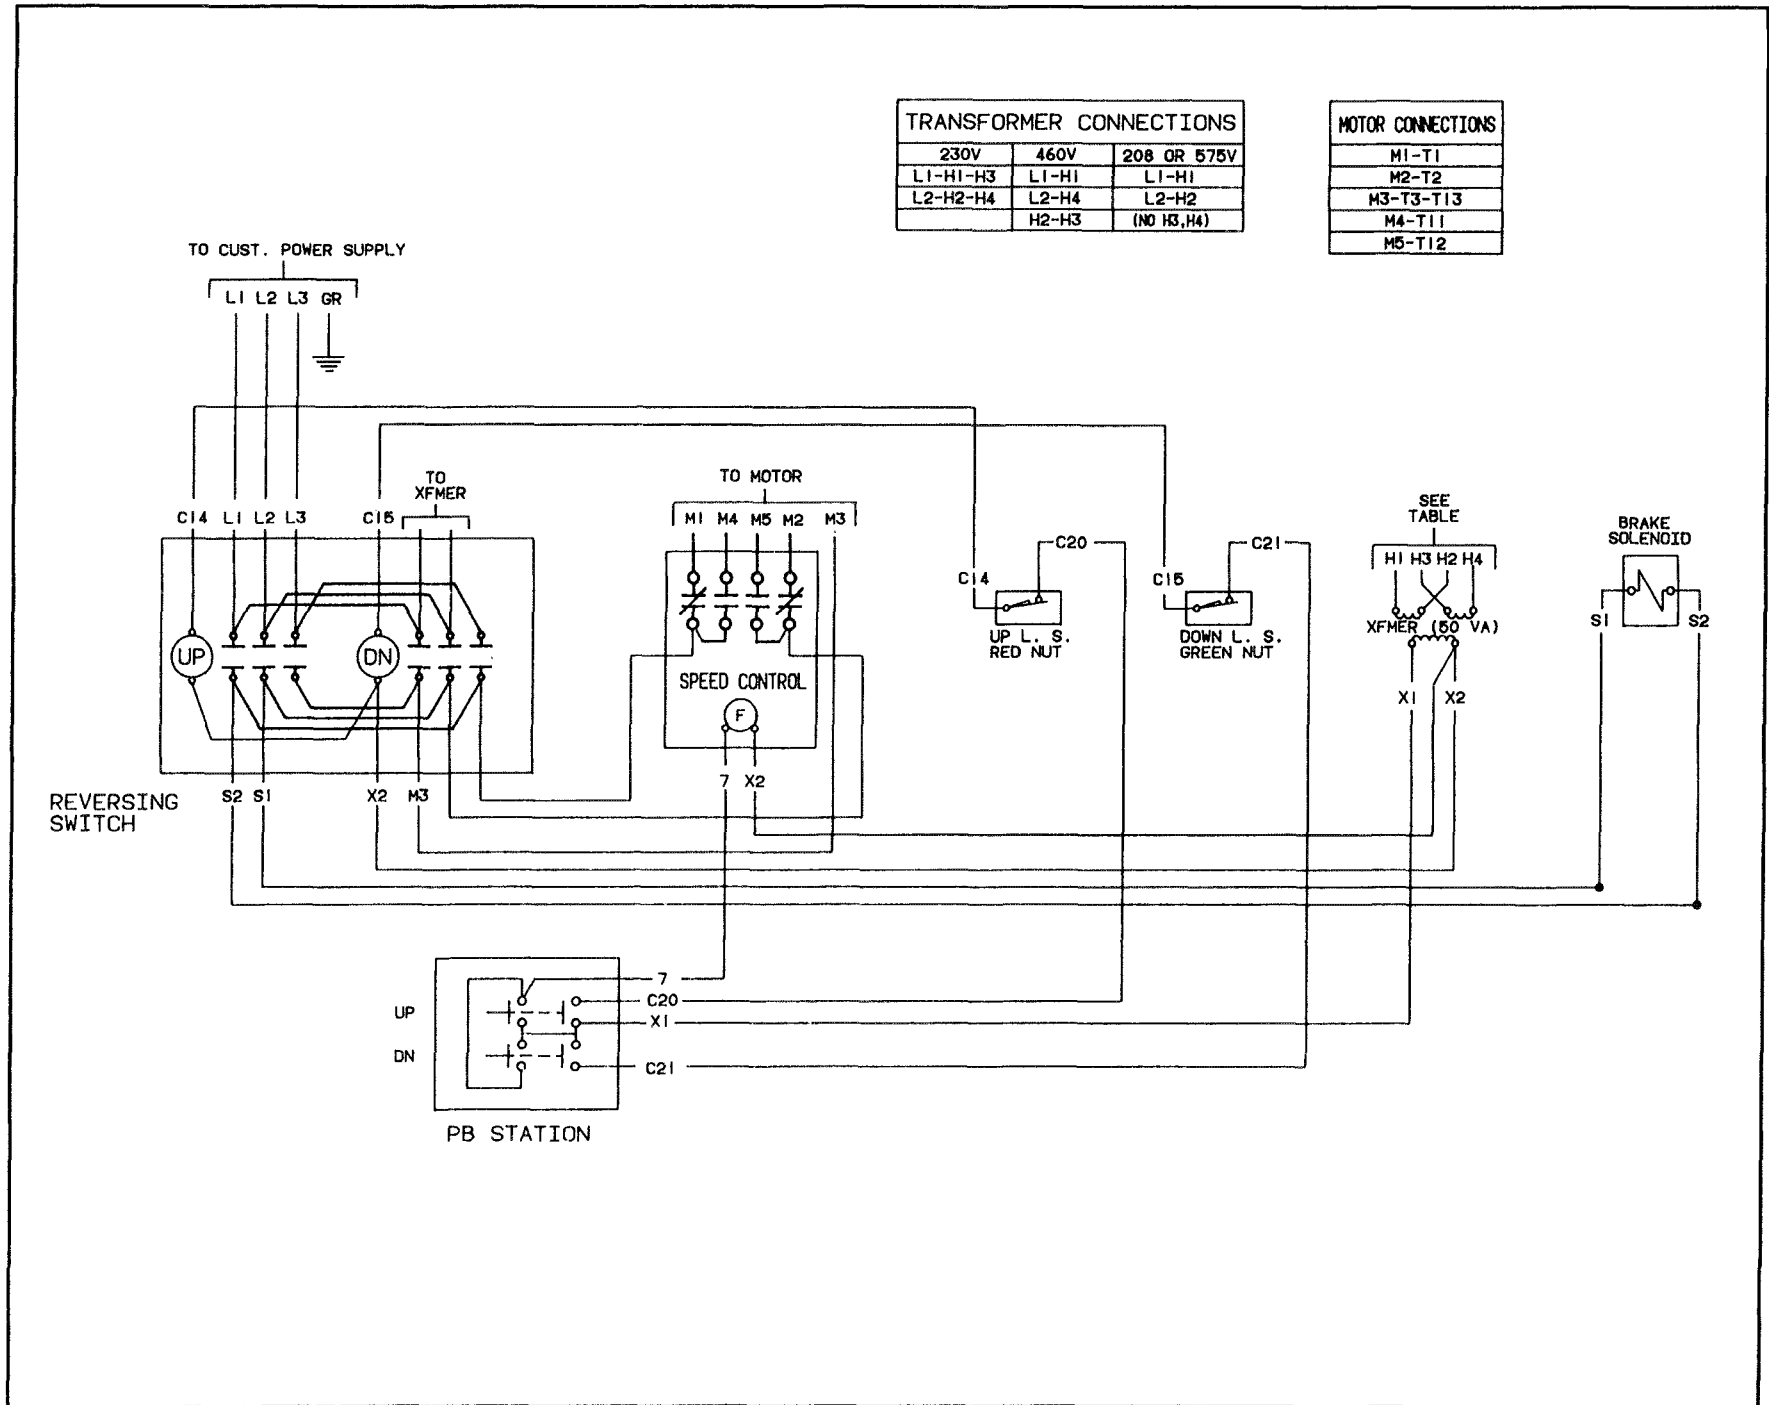 TRANSFORMER CONNECTIONS
230V 460V 208 OR 575V
L1-H1-H3 L1-H1 L1-H1
L2-H2-H4 L2-H4 L2-H2
H2-H3 (NO H3,H4)
MOTOR CONNECTIONS
M1-T1
M2-T2
M3-T3-T13
M4-T11
M5-T12
TO CUST. POWER SUPPLY
L1 L2 L3 GR
C14 L1 L2 L3 C15
TO
XFMER
UP
DN
S2 S1 X2 M3
REVERSING
SWITCH
TO MOTOR
M1 M4 M5 M2 M3
SPEED CONTROL
F
7 X2
C20
C14
UP L. S.
RED NUT
C21
C15
DOWN L. S.
GREEN NUT
SEE
TABLE
H1 H3 H2 H4
XFMER (50 VA)
X1 X2
BRAKE
SOLENOID
S1 S2
UP
DN
7
C20
X1
C21
PB STATION